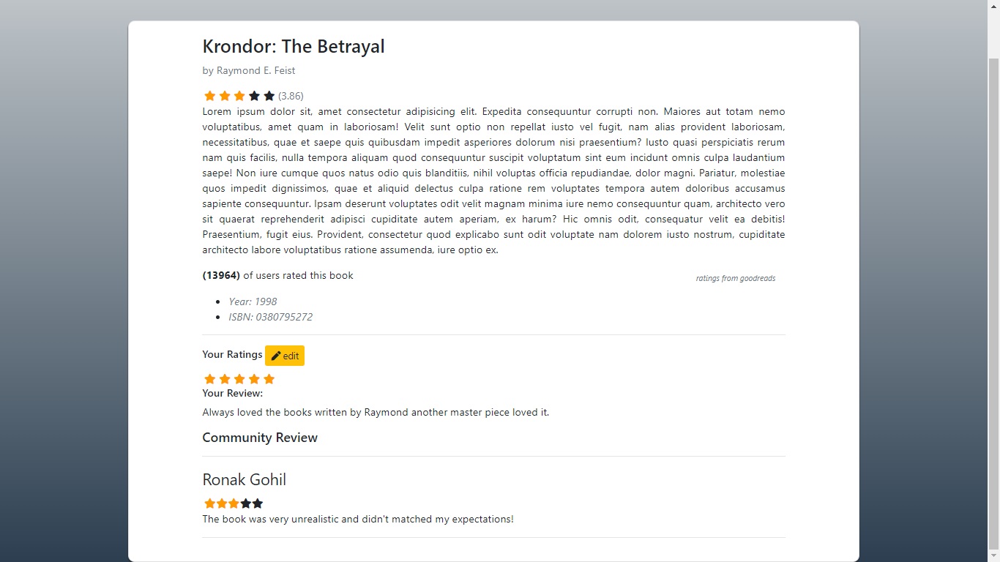 Krondor: The Betrayal
by Raymond E. Feist
(3.86)
Lorem ipsum dolor sit, amet consectetur adipisicing elit. Expedita consequuntur corrupti non. Maiores aut totam nemo
voluptatibus, amet quam in laboriosam! Velit sunt optio non repellat iusto vel fugit, nam alias provident laboriosam,
necessitatibus, quae et saepe quis quibusdam impedit asperiores dolorum nisi praesentium? Iusto quasi perspiciatis rerum
nam quis facilis, nulla tempora aliquam quod consequuntur suscipit voluptatum sint eum incidunt omnis culpa laudantium
saepe! Non iure cumque quos natus odio quis blanditiis, nihil voluptas officia repudiandae, dolor magni. Pariatur, molestiae
quos impedit dignissimos, quae et aliquid delectus culpa ratione rem voluptates tempora autem doloribus accusamus
sapiente consequuntur. Ipsam deserunt voluptates odit velit magnam minima iure nemo consequuntur quam, architecto vero
sit quaerat reprehenderit adipisci cupiditate autem aperiam, ex harum? Hic omnis odit, consequatur velit ea debitis!
Praesentium, fugit eius. Provident, consectetur quod explicabo sunt odit voluptate nam dolorem iusto nostrum, cupiditate
architecto labore voluptatibus ratione assumenda, iure optio ex.
(13964) of users rated this book
ratings from goodreads
Year: 1998
ISBN: 0380795272
Your Ratings edit
Your Review:
Always loved the books written by Raymond another master piece loved it.
Community Review
Ronak Gohil
The book was very unrealistic and didn't matched my expectations!